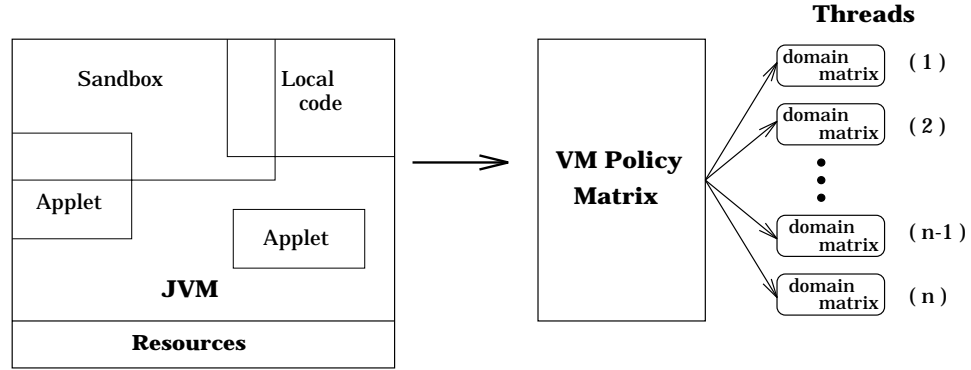 Threads
Sandbox
Local
code
Applet
Applet
JVM
Resources
VM Policy
Matrix
domain
matrix
( 1 )
domain
matrix
( 2 )
domain
matrix
( n-1 )
domain
matrix
( n )